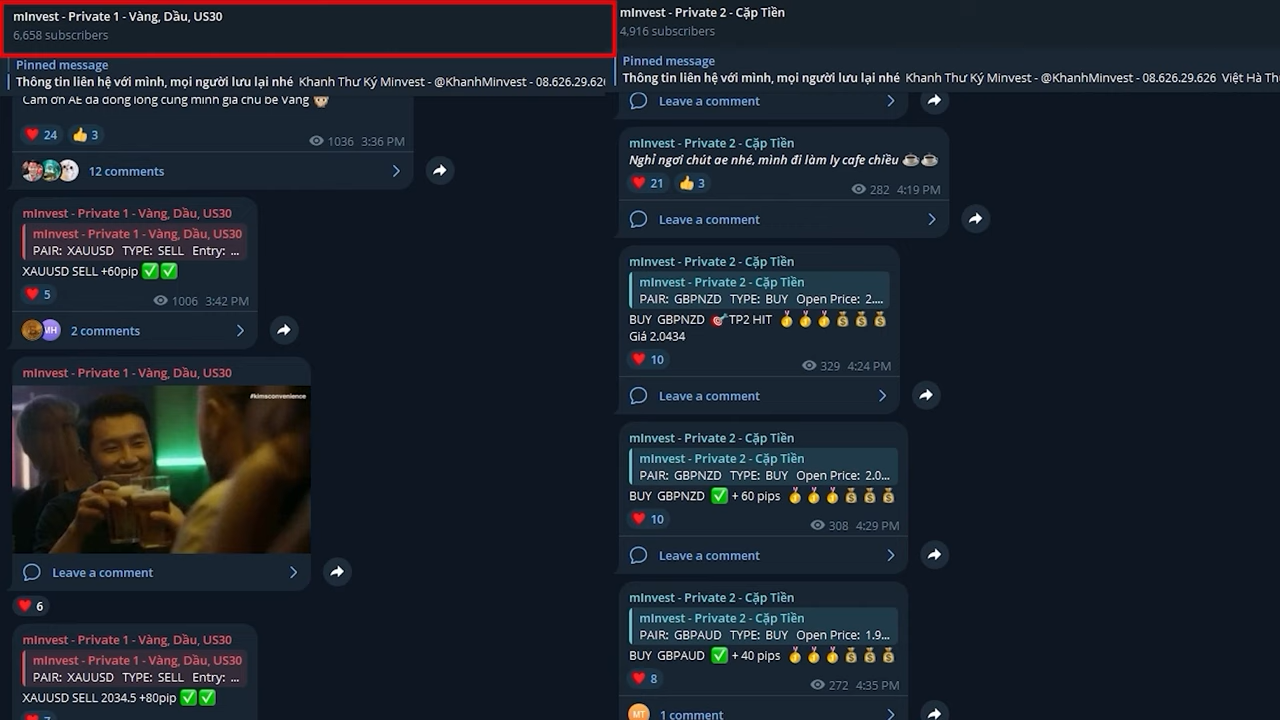 mInvest - Private 1 - Vàng, Dầu, US30
6,658 subscribers
Pinned message
Thông tin liên hệ với mình, mọi người lưu lại nhé Khanh Thư Ký Minvest - @KhanhMinvest - 08.626.29.62
Cảm ơn AE đã đồng lòng cùng mình giã chú bé Vàng
24
3
1036 3:36 PM
12 comments
mInvest - Private 1 - Vàng, Dầu, US30
mInvest - Private 1 - Vàng, Dầu, US30
PAIR: XAUUSD TYPE: SELL Entry: ...
XAUUSD SELL +60pip
5
1006 3:42 PM
MH
2 comments
mInvest - Private 1 - Vàng, Dầu, US30
#kimsconvenience
Leave a comment
6
mInvest - Private 1 - Vàng, Dầu, US30
mInvest - Private 1 - Vàng, Dầu, US30
PAIR: XAUUSD TYPE: SELL Entry: ...
XAUUSD SELL 2034.5 +80pip
mInvest - Private 2 - Cặp Tiền
4,916 subscribers
Pinned message
Thông tin liên hệ với mình, mọi người lưu lại nhé Khanh Thư Ký Minvest - @KhanhMinvest - 08.626.29.626 Việt Hà Th
Leave a comment
mInvest - Private 2 - Cặp Tiền
Nghỉ ngơi chút ae nhé, mình đi làm ly cafe chiều
21
3
282 4:19 PM
Leave a comment
mInvest - Private 2 - Cặp Tiền
mInvest - Private 2 - Cặp Tiền
PAIR: GBPNZD TYPE: BUY Open Price: 2....
BUY GBPNZD TP2 HIT
Giá 2.0434
10
329 4:24 PM
Leave a comment
mInvest - Private 2 - Cặp Tiền
mInvest - Private 2 - Cặp Tiền
PAIR: GBPNZD TYPE: BUY Open Price: 2.0...
BUY GBPNZD + 60 pips
10
308 4:29 PM
Leave a comment
mInvest - Private 2 - Cặp Tiền
mInvest - Private 2 - Cặp Tiền
PAIR: GBPAUD TYPE: BUY Open Price: 1.9...
BUY GBPAUD + 40 pips
8
272 4:35 PM
MT
1 comment